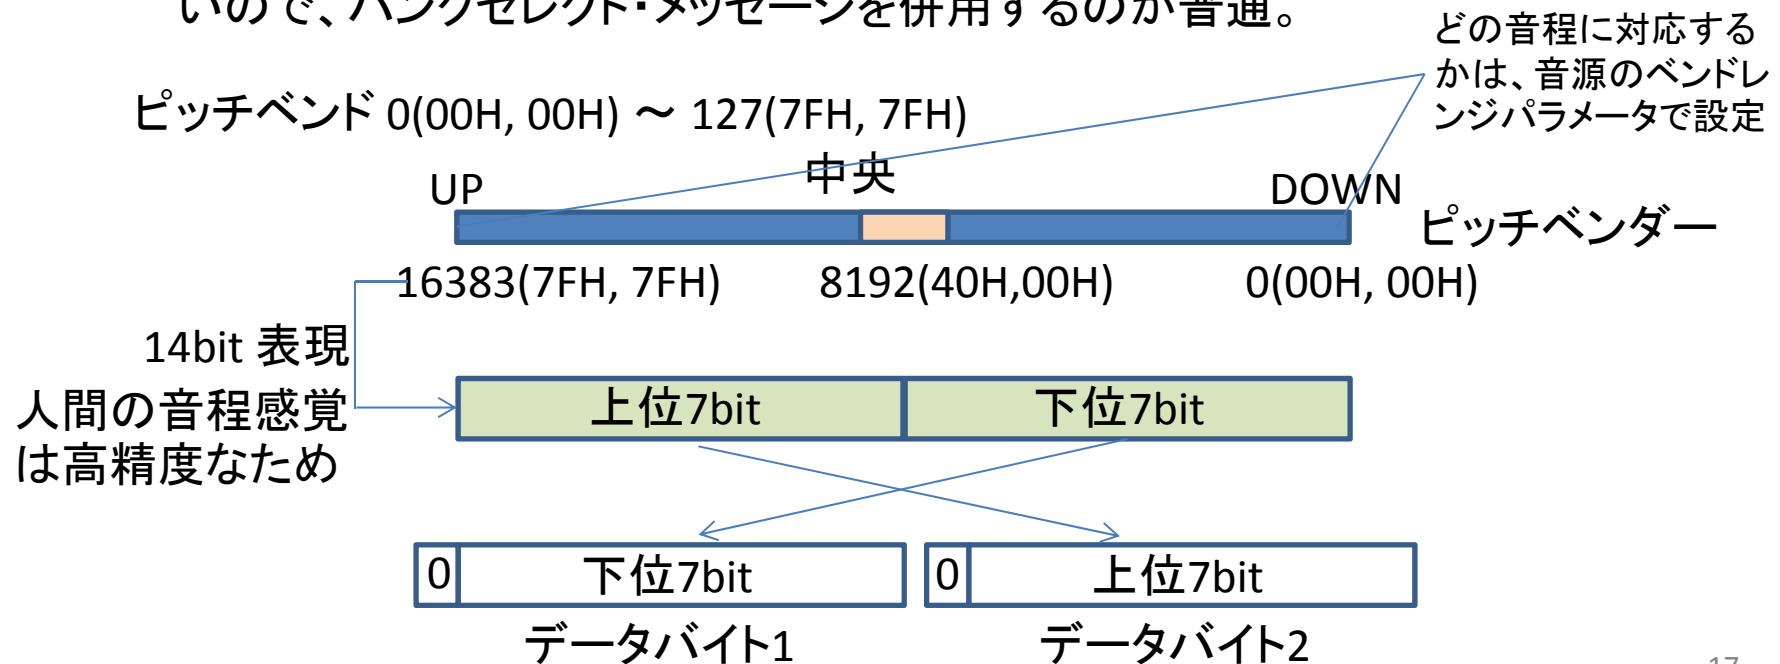 いので、バンクセレクト・メッセージを併用するのが普通。
どの音程に対応する
かは、音源のベンドレ
ンジパラメータで設定
ピッチベンド 0(00H, 00H) ～ 127(7FH, 7FH)
UP 中央 DOWN
ピッチベンダー
16383(7FH, 7FH) 8192(40H,00H) 0(00H, 00H)
14bit 表現
人間の音程感覚
は高精度なため
上位7bit 下位7bit
0 下位7bit 0 上位7bit
データバイト1 データバイト2
17